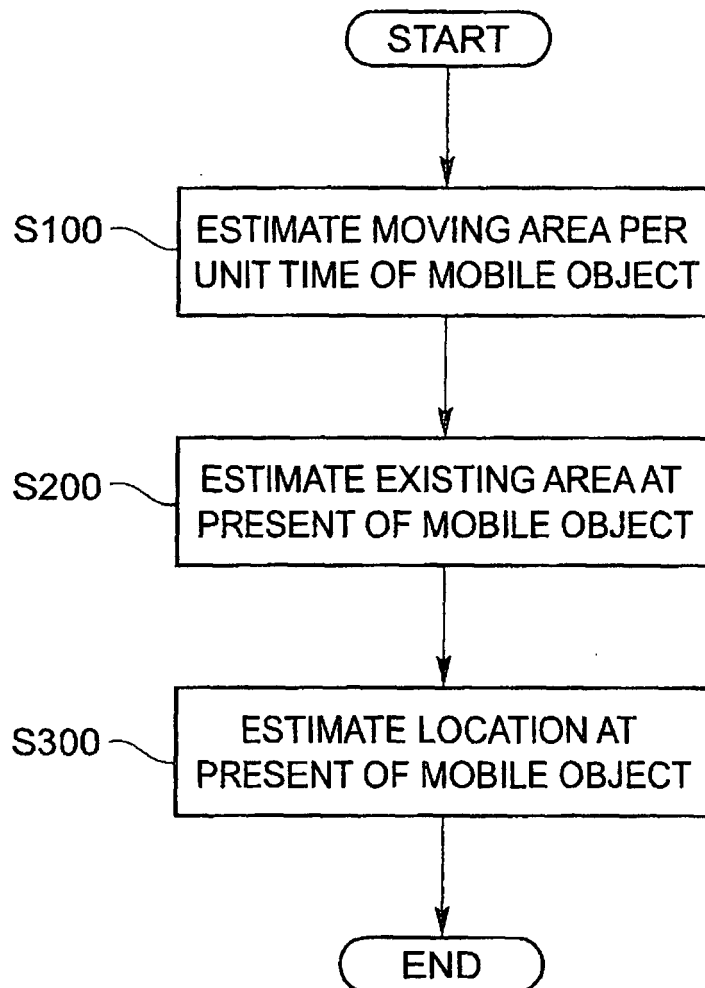 START
S100
ESTIMATE MOVING AREA PER
UNIT TIME OF MOBILE OBJECT
S200
ESTIMATE EXISTING AREA AT
PRESENT OF MOBILE OBJECT
S300
ESTIMATE LOCATION AT
PRESENT OF MOBILE OBJECT
END